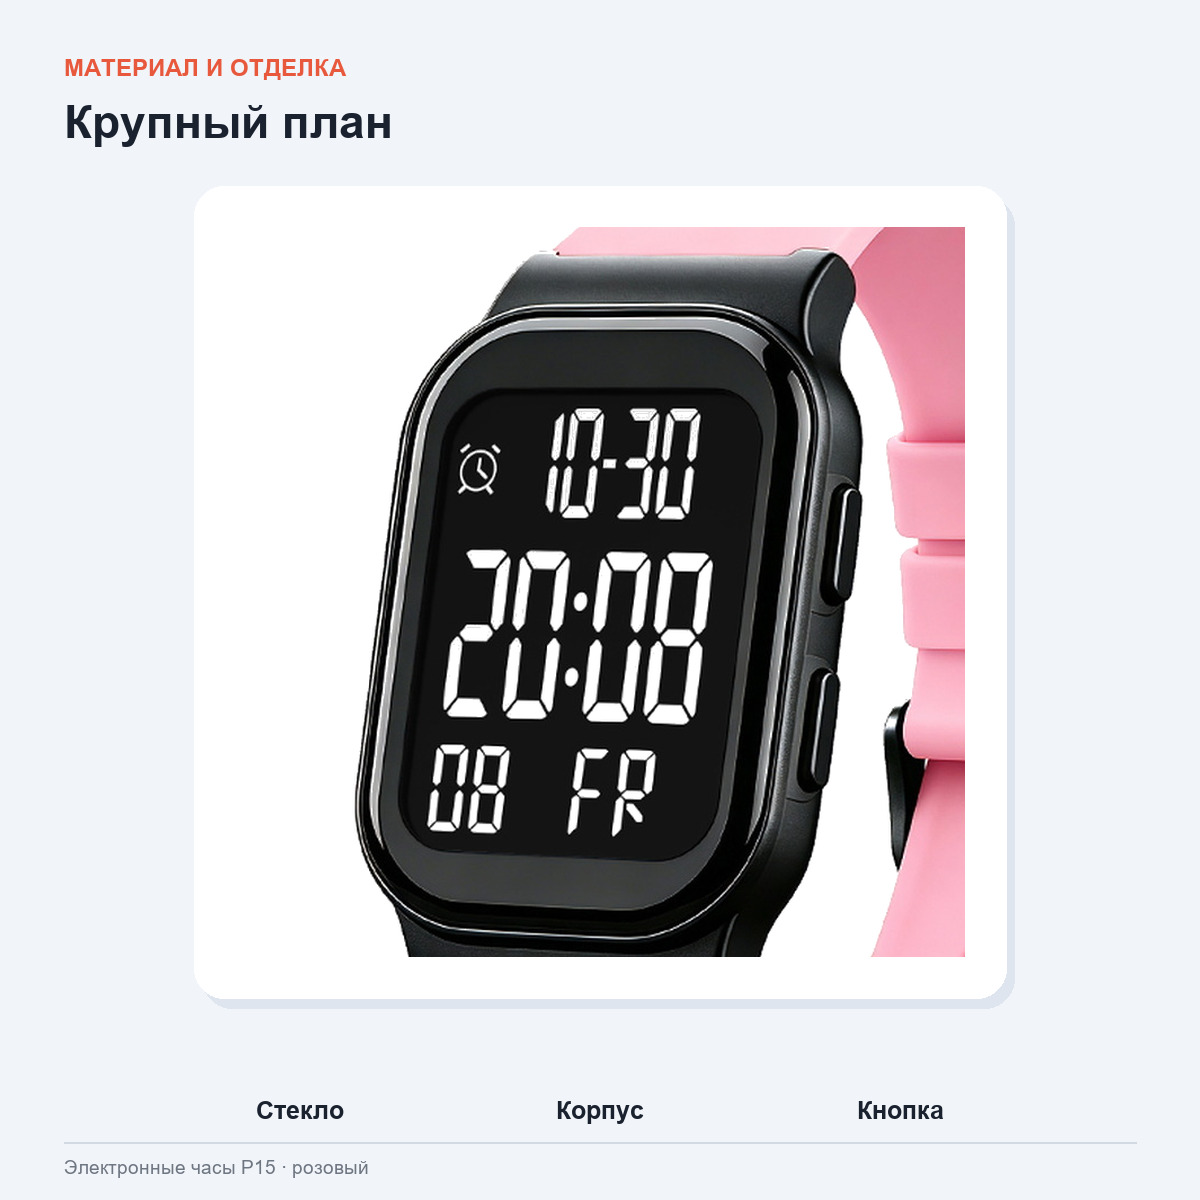 МАТЕРИАЛ И ОТДЕЛКА
Крупный план
10-30
20:08
08 FR
Стекло Корпус Кнопка
Электронные часы P15 · розовый